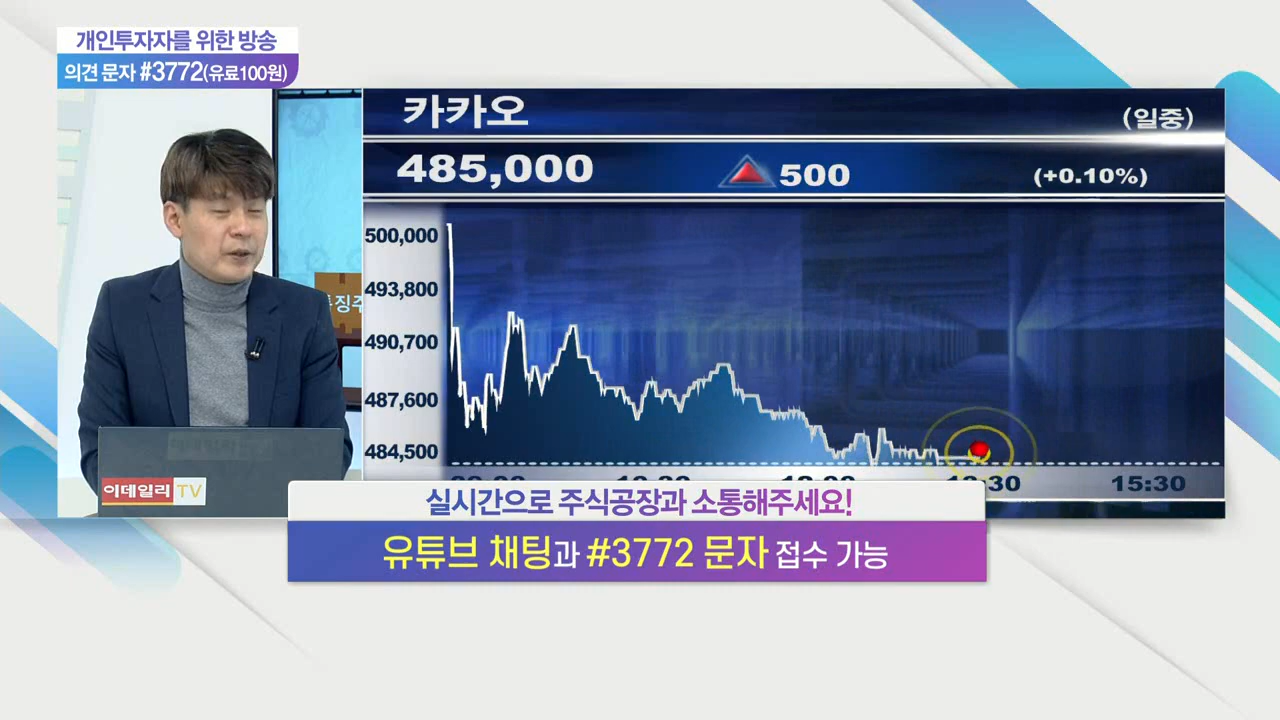 개인투자자를 위한 방송
의견 문자 #3772(유료100원)
카카오
(일중)
485,000
500
(+0.10%)
500,000
493,800
490,700
487,600
484,500
15:30
징주
이데일리 TV
실시간으로 주식공장과 소통해주세요!
유튜브 채팅과 #3772 문자 접수 가능